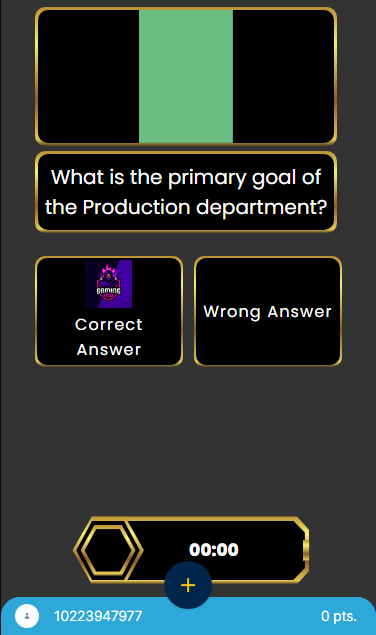 What is the primary goal of
the Production department?
GAMING
Correct
Answer
Wrong Answer
00:00
+
10223947977
0 pts.